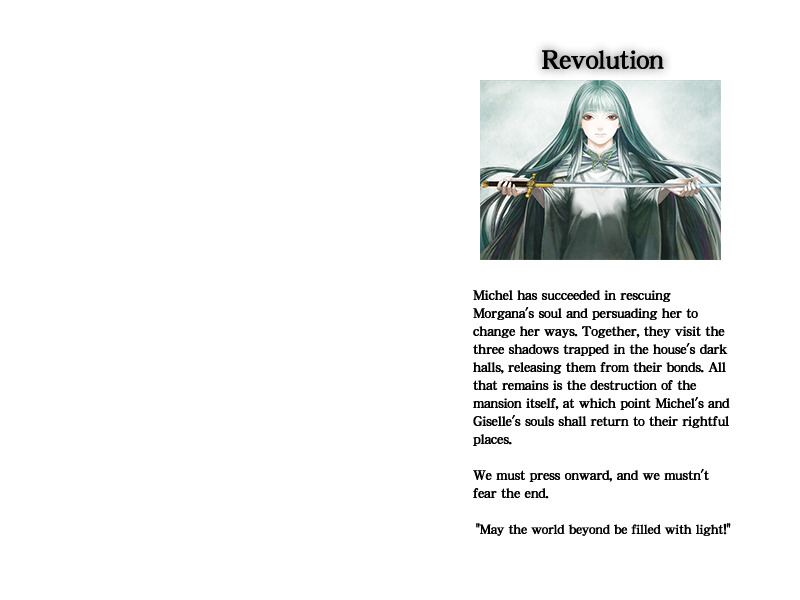 Revolution
Michel has succeeded in rescuing
Morgana's soul and persuading her to
change her ways. Together, they visit the
three shadows trapped in the house's dark
halls, releasing them from their bonds. All
that remains is the destruction of the
mansion itself, at which point Michel's and
Giselle's souls shall return to their rightful
places.
We must press onward, and we mustn't
fear the end.
"May the world beyond be filled with light!"